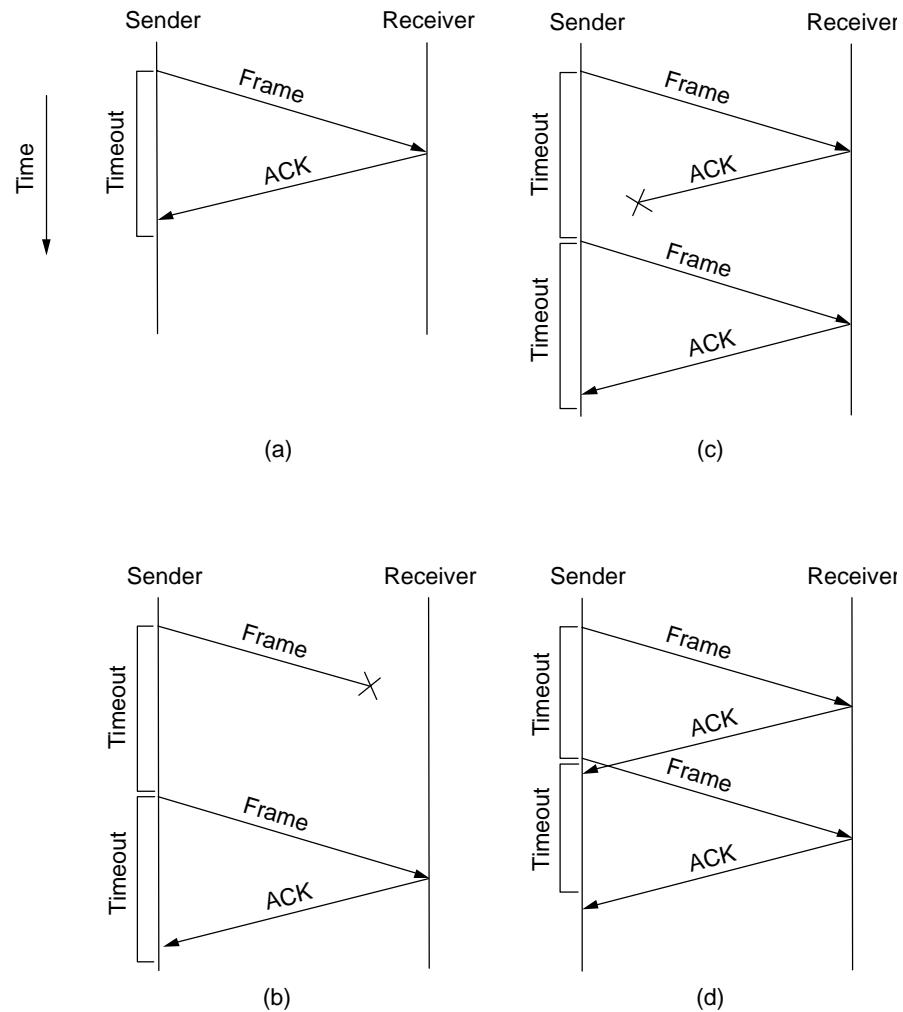 Sender
Receiver
Time
Timeout
Frame
ACK
(a)
Sender
Receiver
Timeout
Frame
ACK
Timeout
Frame
ACK
(c)
Sender
Receiver
Timeout
Frame
Timeout
Frame
ACK
(b)
Sender
Receiver
Timeout
Frame
ACK
Timeout
Frame
ACK
(d)